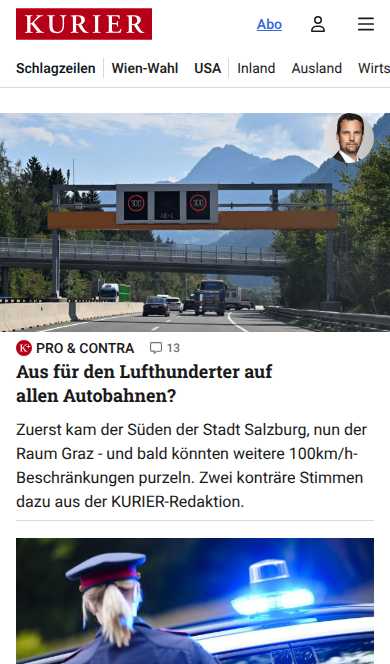 KURIER
Abo
Schlagzeilen
Wien-Wahl
USA
Inland
Ausland
Wirts
100
100
K+ PRO & CONTRA
13
Aus für den Lufthunderter auf
allen Autobahnen?
Zuerst kam der Süden der Stadt Salzburg, nun der
Raum Graz - und bald könnten weitere 100km/h-
Beschränkungen purzeln. Zwei konträre Stimmen
dazu aus der KURIER-Redaktion.